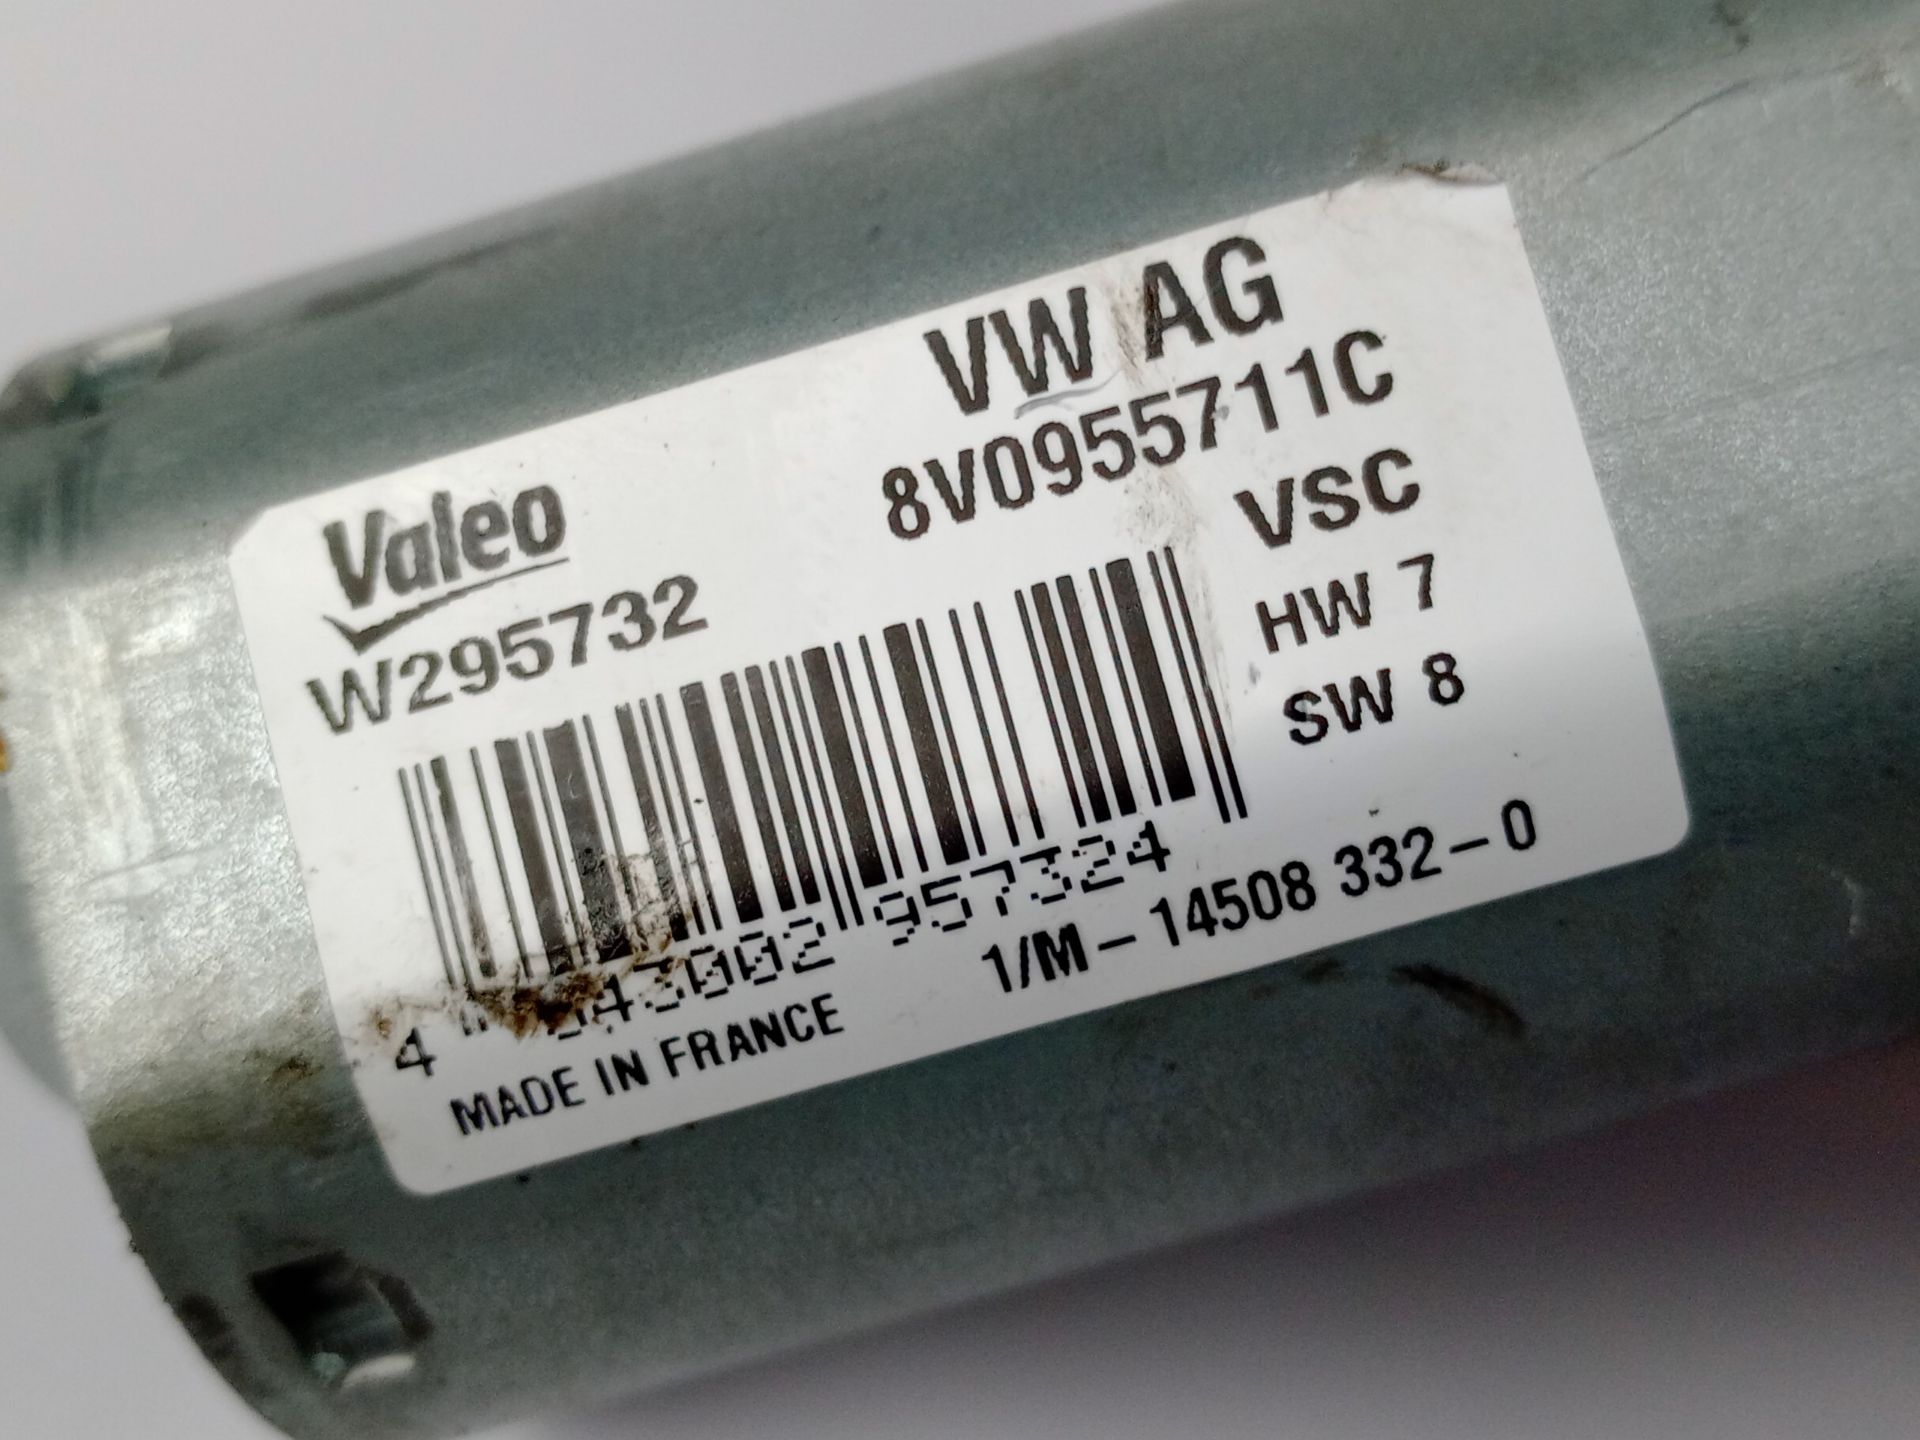 VW AG
8V0955711C
Valeo
W295732
VSC
HW 7
SW 8
957324
1/M-14508 332-0
MADE IN FRANCE